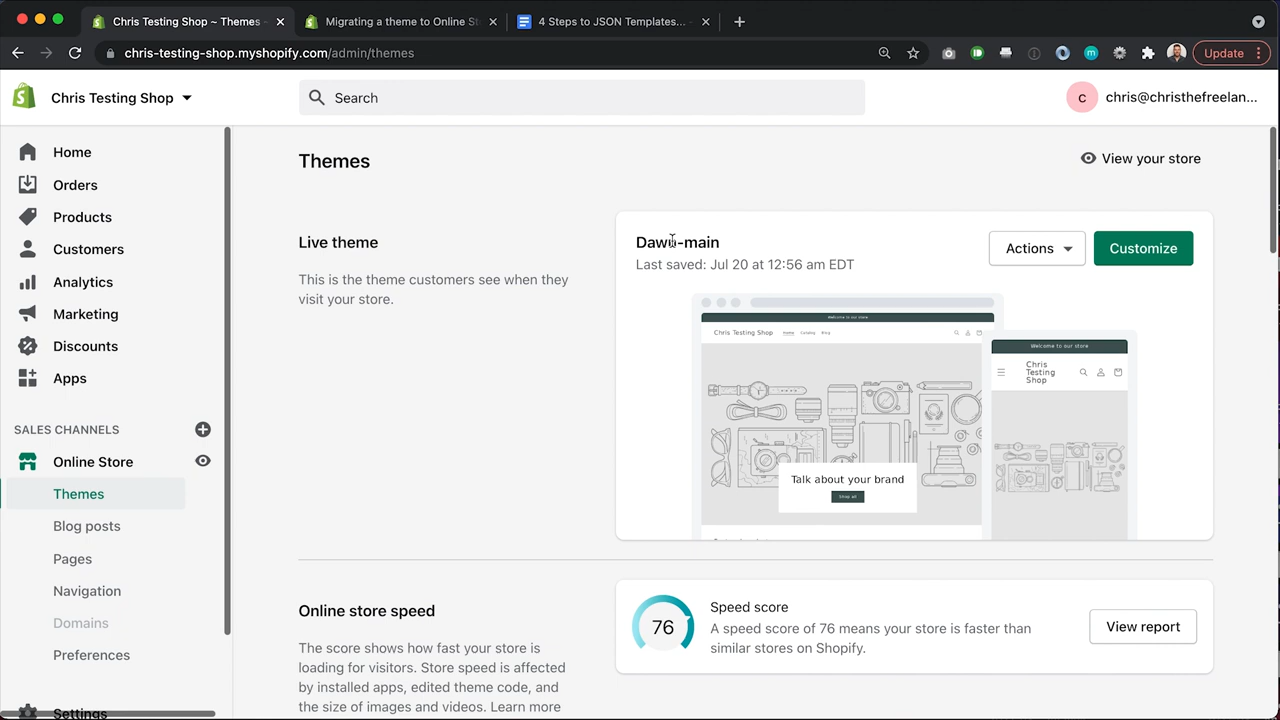 Chris Testing Shop ~ Themes ~
Migrating a theme to Online St
4 Steps to JSON Templates...
chris-testing-shop.myshopify.com/admin/themes
Update
Chris Testing Shop
Search
c
chris@christhefreelan...
Home
Orders
Products
Customers
Analytics
Marketing
Discounts
Apps
SALES CHANNELS
Online Store
Themes
Blog posts
Pages
Navigation
Domains
Preferences
Settings
Themes
View your store
Live theme
This is the theme customers see when they
visit your store.
Dawn-main
Last saved: Jul 20 at 12:56 am EDT
Actions
Customize
Welcome to our store
Chris Testing Shop
Home
Catalog
Blog
Talk about your brand
Shop all
Welcome to our store
Chris
Testing
Shop
Online store speed
The score shows how fast your store is
loading for visitors. Store speed is affected
by installed apps, edited theme code, and
the size of images and videos. Learn more
76
Speed score
A speed score of 76 means your store is faster than
similar stores on Shopify.
View report